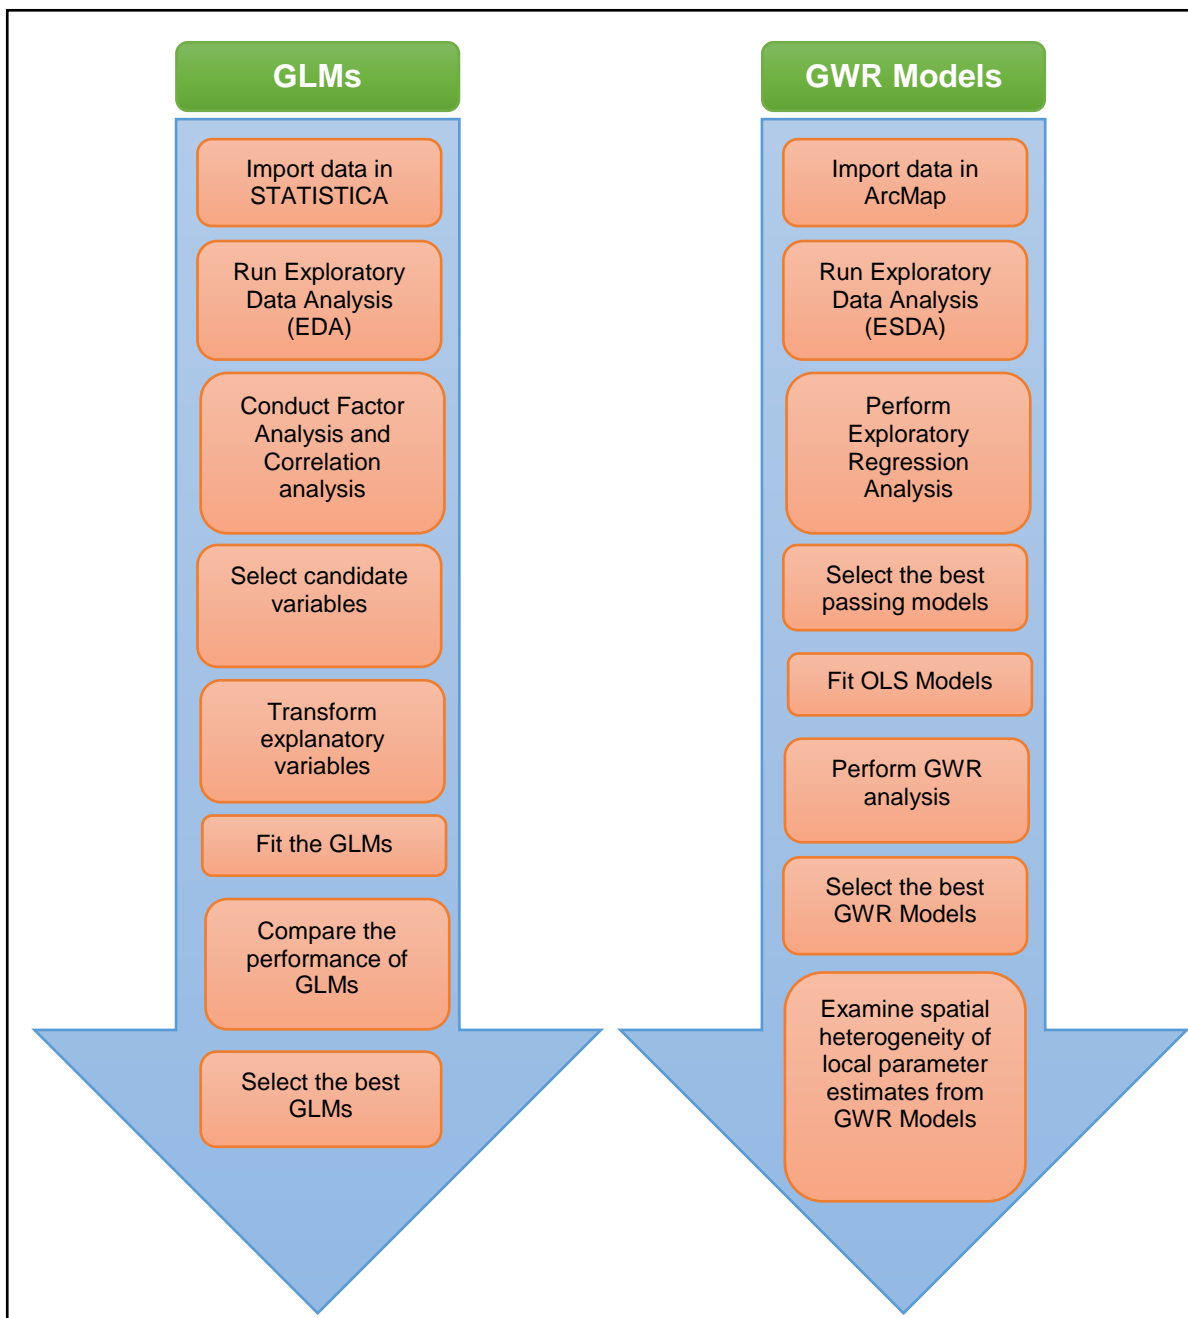 GLMs
Import data in
STATISTICA
Run Exploratory
Data Analysis
(EDA)
Conduct Factor
Analysis and
Correlation
analysis
Select candidate
variables
Transform
explanatory
variables
Fit the GLMs
Compare the
performance of
GLMs
Select the best
GLMs
GWR Models
Import data in
ArcMap
Run Exploratory
Data Analysis
(ESDA)
Perform
Exploratory
Regression
Analysis
Select the best
passing models
Fit OLS Models
Perform GWR
analysis
Select the best
GWR Models
Examine spatial
heterogeneity of
local parameter
estimates from
GWR Models